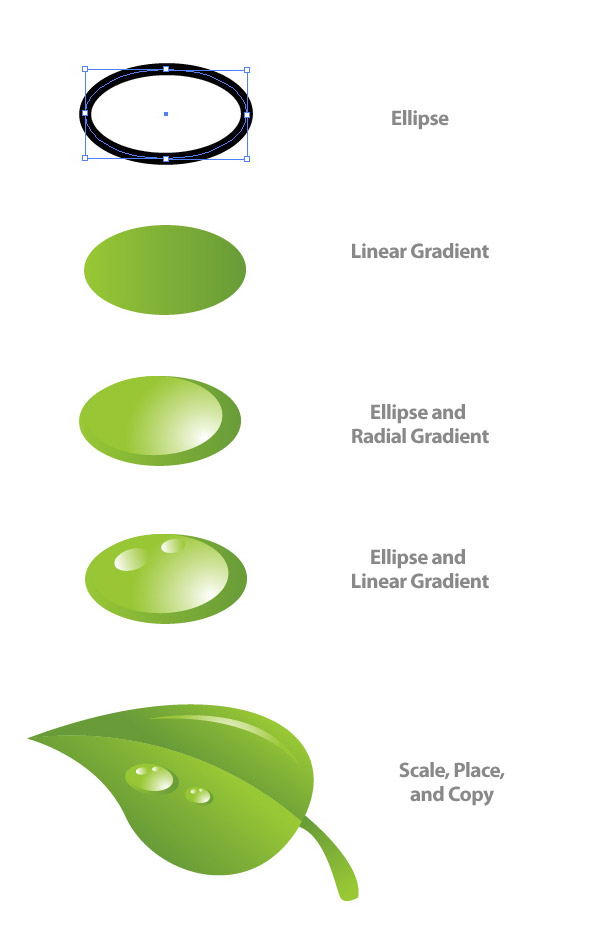 Ellipse
Linear Gradient
Ellipse and
Radial Gradient
Ellipse and
Linear Gradient
Scale, Place,
and Copy